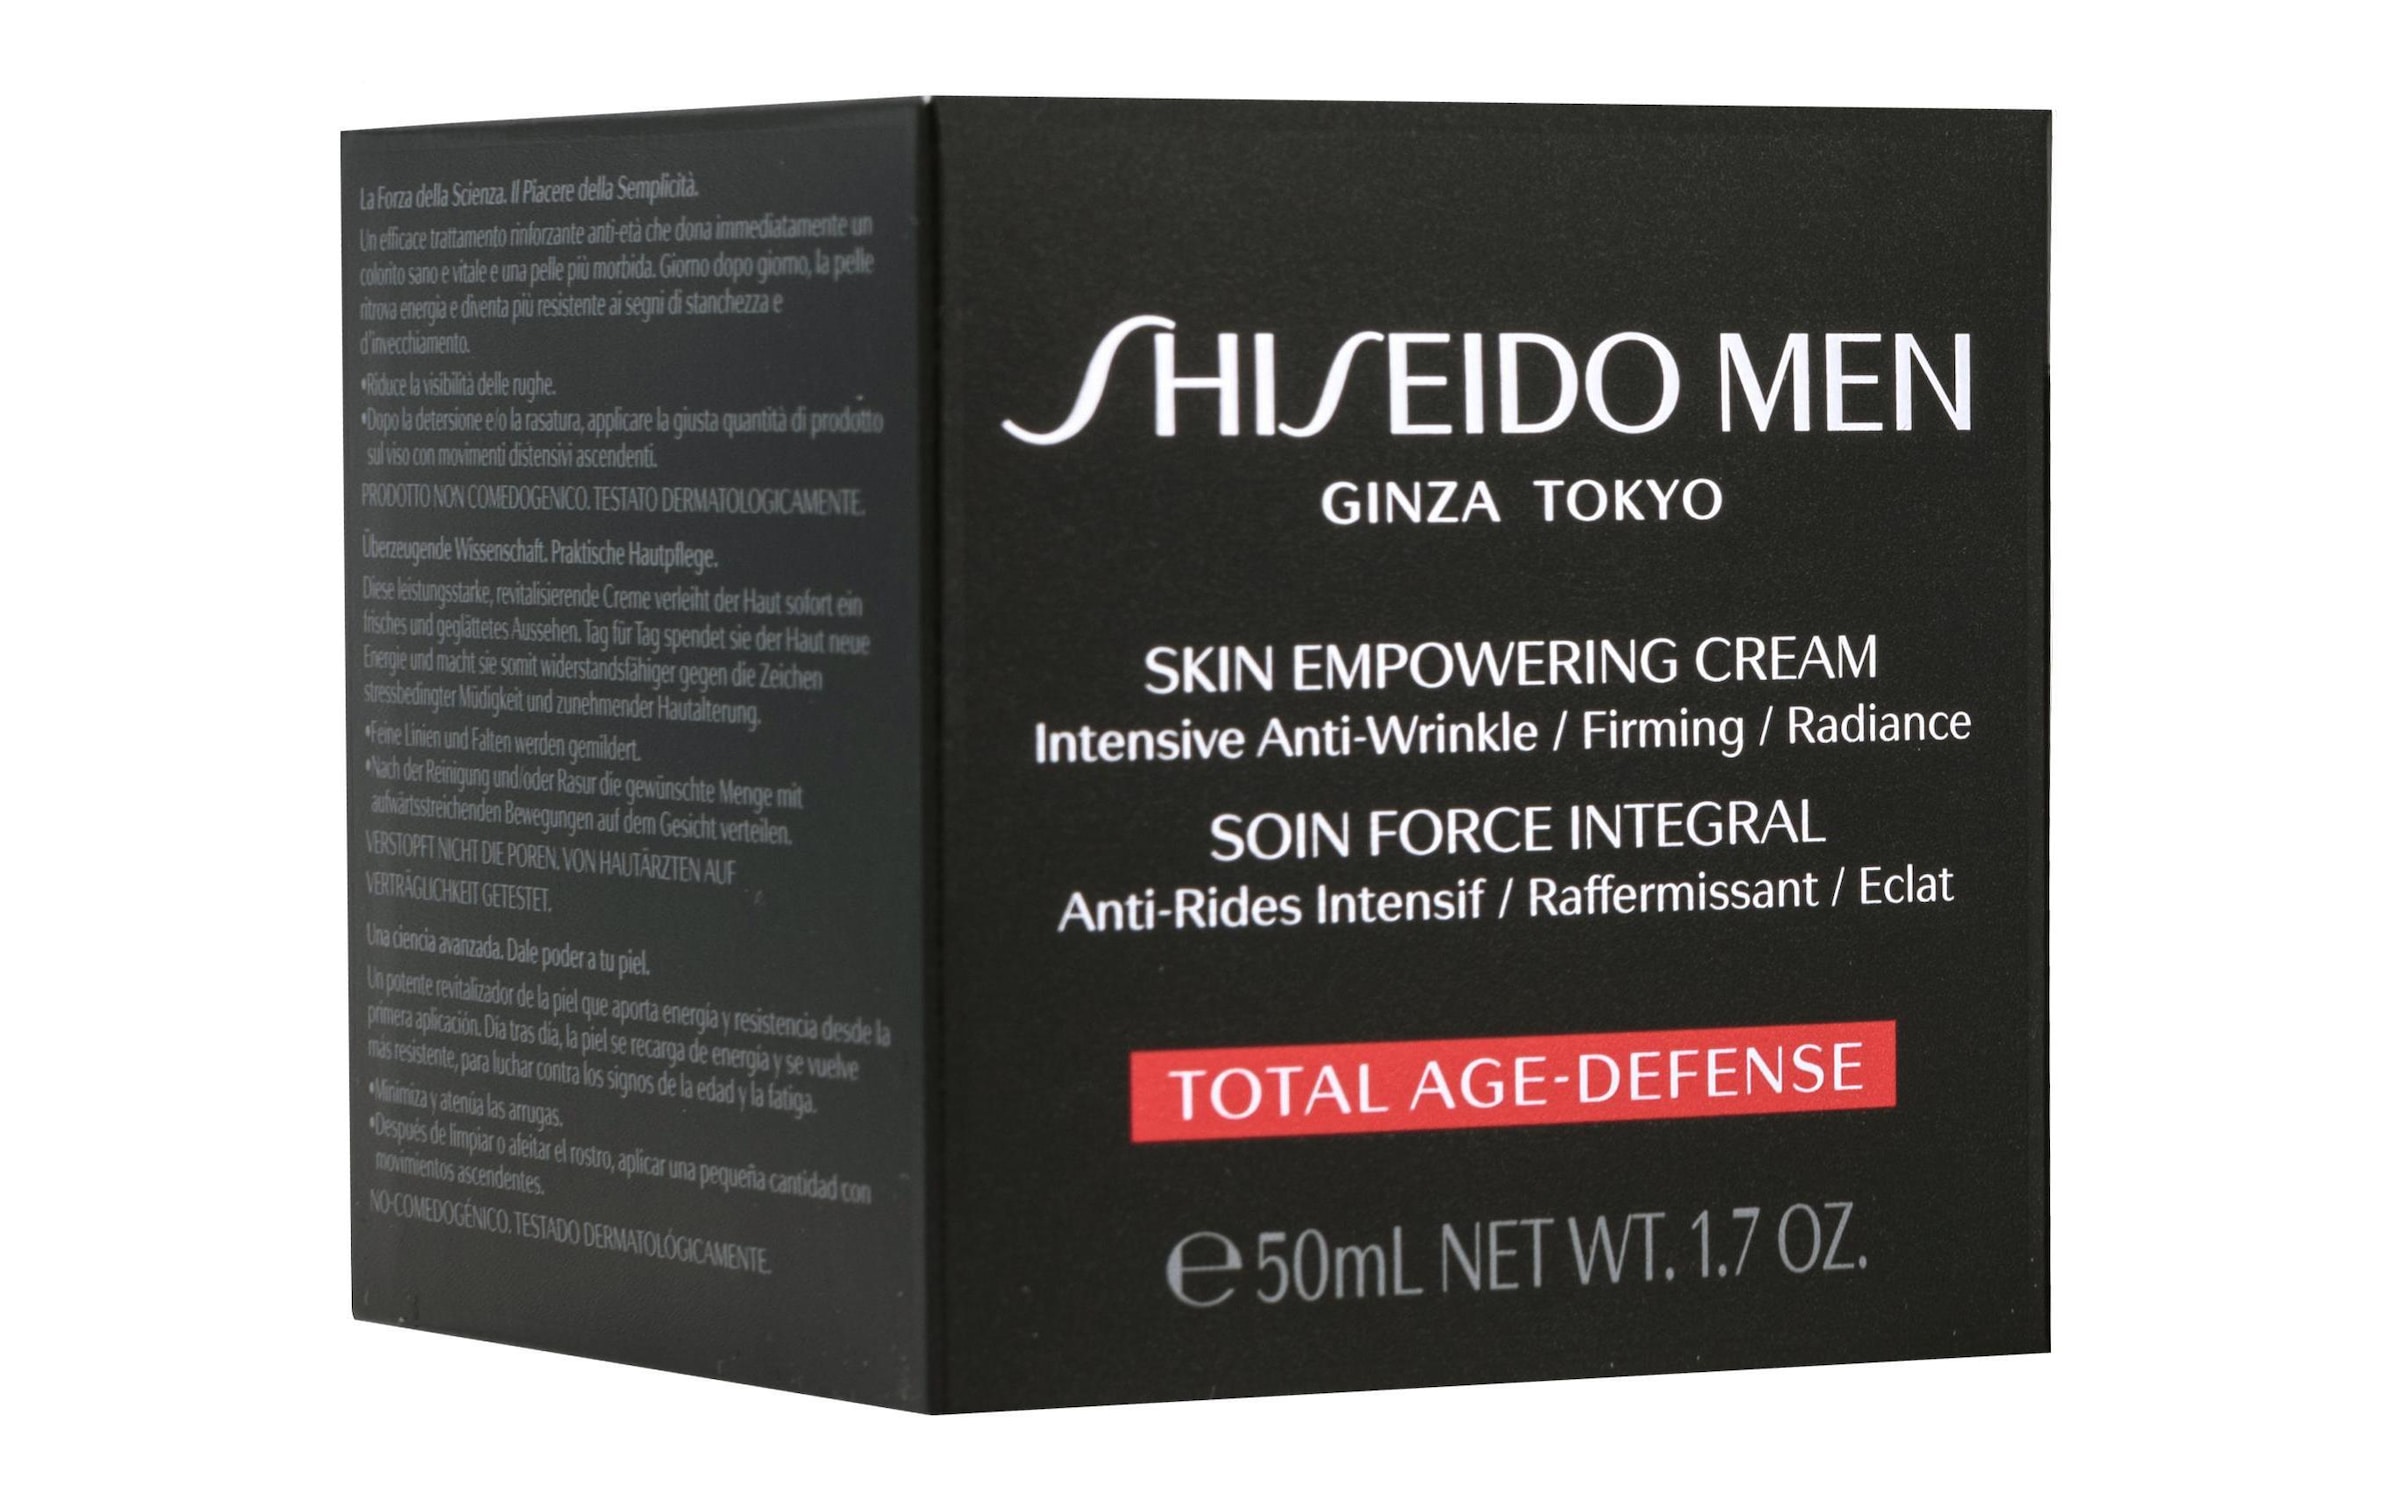 La Forza della Scienza. Il Piacere della Semplicità.
Un efficace trattamento rinforzante anti-età che dona immediatamente un
colorito sano e vitale e una pelle più morbida. Giorno dopo giorno, la pelle
ritrova energia e diventa più resistente ai segni di stanchezza e
d'invecchiamento.
•Riduce la visibilità delle rughe.
•Dopo la detersione e/o la rasatura, applicare la giusta quantità di prodotto
sul viso con movimenti distensivi ascendenti.
PRODOTTO NON COMEDOGENICO. TESTATO DERMATOLOGICAMENTE.
Überzeugende Wissenschaft. Praktische Hautpflege.
Diese leistungsstarke, revitalisierende Creme verleiht der Haut sofort ein
frisches und geglättetes Aussehen. Tag für Tag spendet sie der Haut neue
Energie und macht sie somit widerstandsfähiger gegen die Zeichen
stressbedingter Müdigkeit und zunehmender Hautalterung.
•Feine Linien und Falten werden gemildert.
•Nach der Reinigung und/oder Rasur die gewünschte Menge mit
aufwärtsstreichenden Bewegungen auf dem Gesicht verteilen.
VERSTOPFT NICHT DIE POREN. VON HAUTÄRZTEN AUF
VERTRÄGLICHKEIT GETESTET.
Una ciencia avanzada. Dale poder a tu piel.
Un potente revitalizador de la piel que aporta energía y resistencia desde la
primera aplicación. Día tras día, la piel se recarga de energía y se vuelve
más resistente, para luchar contra los signos de la edad y la fatiga.
•Minimiza y atenúa las arrugas.
•Después de limpiar o afeitar el rostro, aplicar una pequeña cantidad con
movimientos ascendentes.
NO-COMEDOGÉNICO. TESTADO DERMATOLÓGICAMENTE.
SHISEIDO MEN
GINZA TOKYO
SKIN EMPOWERING CREAM
Intensive Anti-Wrinkle / Firming / Radiance
SOIN FORCE INTEGRAL
Anti-Rides Intensif / Raffermissant / Eclat
TOTAL AGE-DEFENSE
℮50mL NET WT. 1.7 OZ.